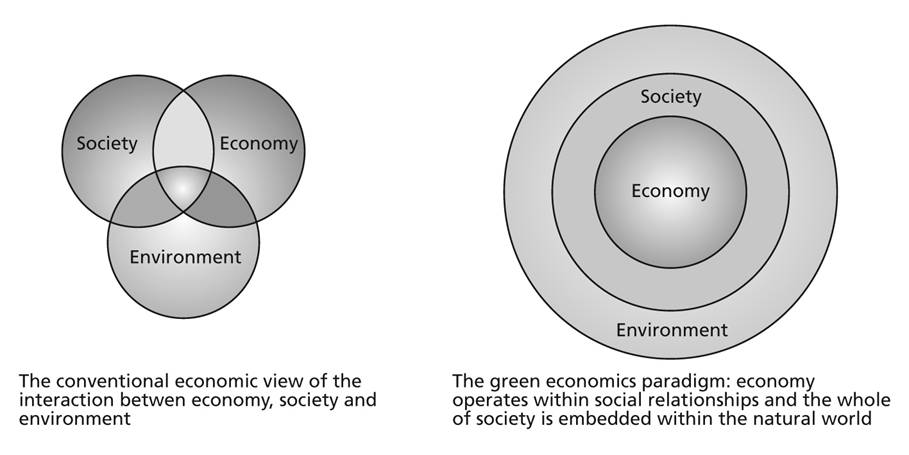 Society
Economy
Environment
The conventional economic view of the
interaction betwen economy, society and
environment
Society
Economy
Environment
The green economics paradigm: economy
operates within social relationships and the whole
of society is embedded within the natural world